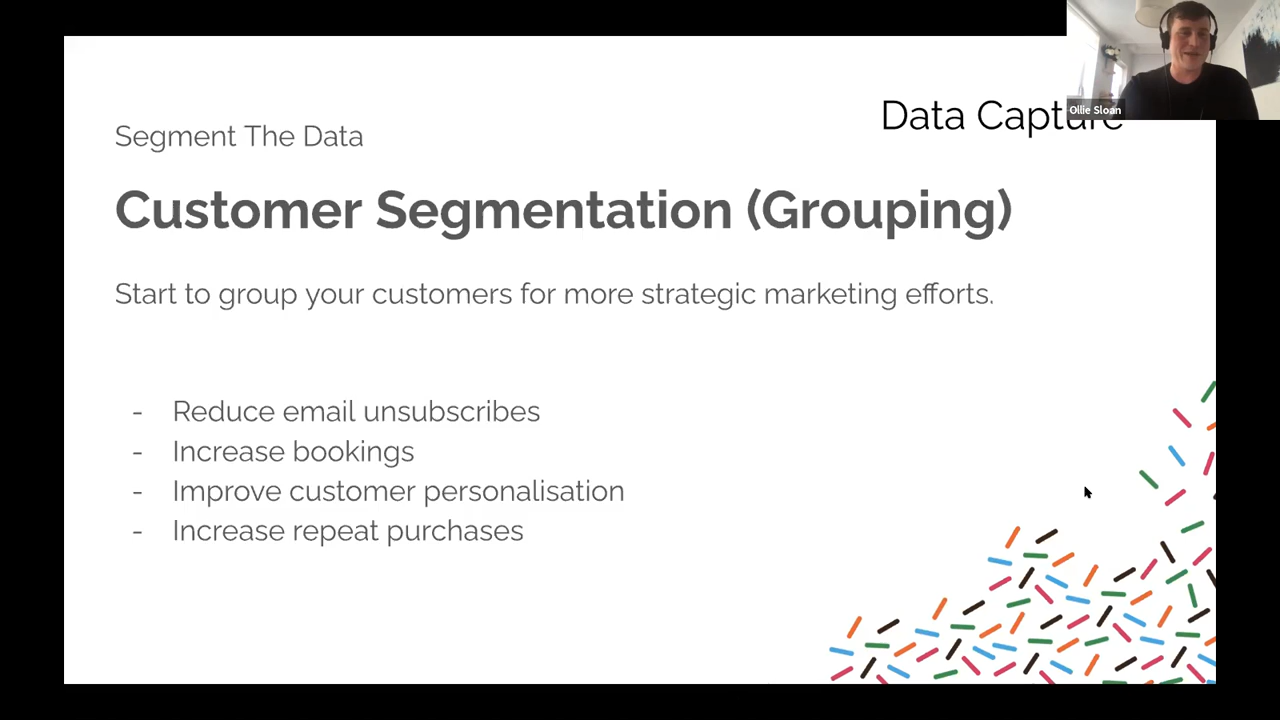 Data Capture
Ollie Sloan
Segment The Data
Customer Segmentation (Grouping)
Start to group your customers for more strategic marketing efforts.
- Reduce email unsubscribes
- Increase bookings
- Improve customer personalisation
- Increase repeat purchases